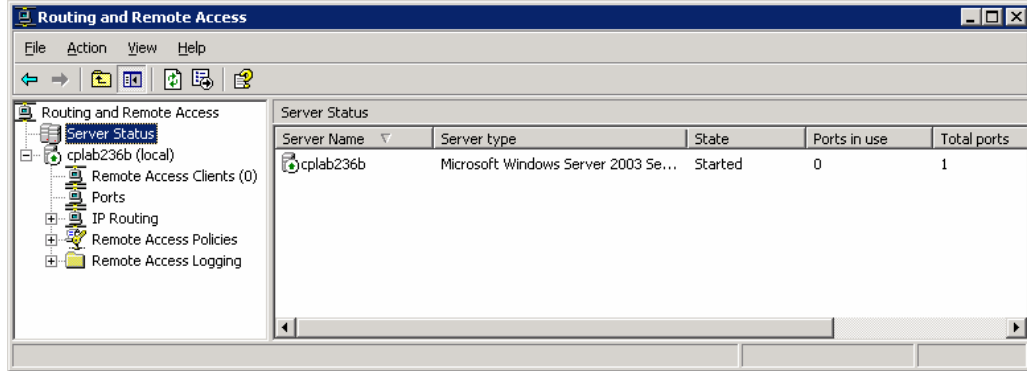 Routing and Remote Access
File Action View Help
Routing and Remote Access
Server Status
cplab236b (local)
Remote Access Clients (0)
Ports
IP Routing
Remote Access Policies
Remote Access Logging
Server Status
Server Name Server type State Ports in use Total ports
cplab236b Microsoft Windows Server 2003 Se... Started 0 1